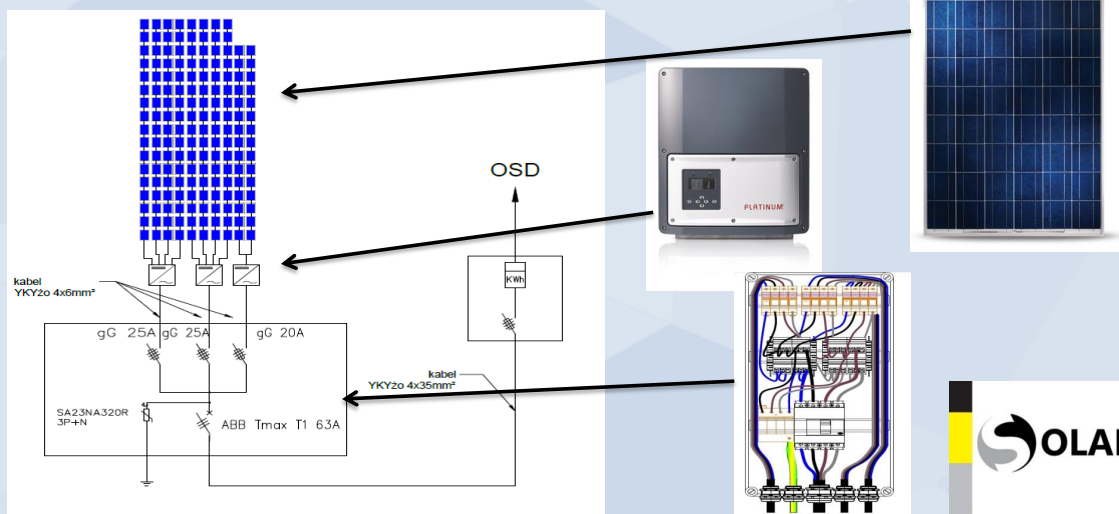 OSD
PLATINUM
KWh
kabel
YKYżo 4x6mm²
gG 25A
gG 25A
gG 20A
kabel
YKYżo 4x35mm²
SA23NA320R
3P+N
ABB Tmax T1 63A
SOLAR